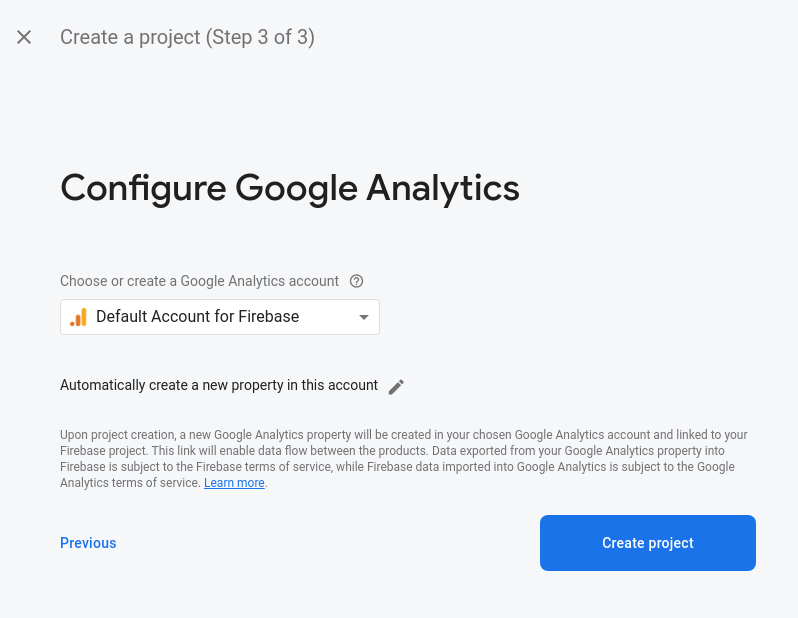 Create a project (Step 3 of 3)
Configure Google Analytics
Choose or create a Google Analytics account
Default Account for Firebase
Automatically create a new property in this account
Upon project creation, a new Google Analytics property will be created in your chosen Google Analytics account and linked to your
Firebase project. This link will enable data flow between the products. Data exported from your Google Analytics property into
Firebase is subject to the Firebase terms of service, while Firebase data imported into Google Analytics is subject to the Google
Analytics terms of service. Learn more.
Previous
Create project